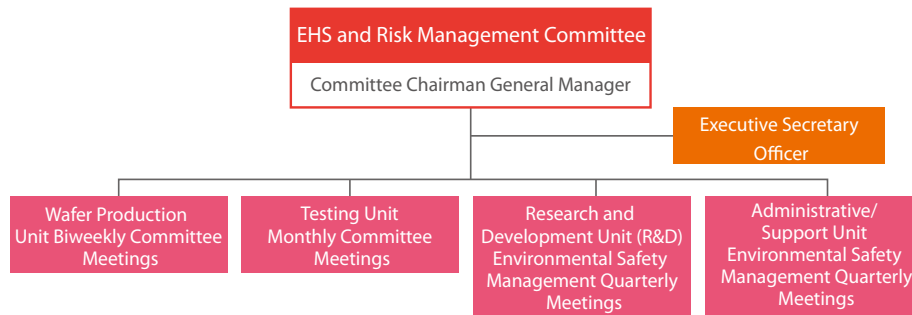 EHS and Risk Management Committee
Committee Chairman General Manager
Executive Secretary
Officer
Wafer Production
Unit Biweekly Committee
Meetings
Testing Unit
Monthly Committee
Meetings
Research and
Development Unit (R&D)
Environmental Safety
Management Quarterly
Meetings
Administrative/
Support Unit
Environmental Safety
Management Quarterly
Meetings